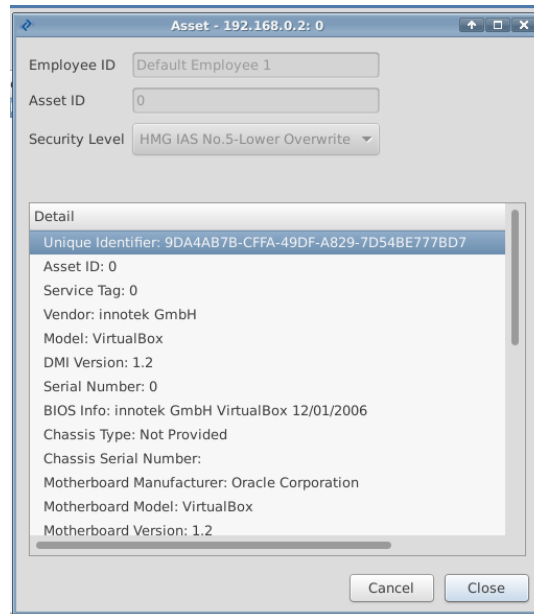 Asset - 192.168.0.2: 0
Employee ID Default Employee 1
Asset ID 0
Security Level HMG IAS No.5-Lower Overwrite
Detail
Unique Identifier: 9DA4AB7B-CFFA-49DF-A829-7D54BE777BD7
Asset ID: 0
Service Tag: 0
Vendor: innotek GmbH
Model: VirtualBox
DMI Version: 1.2
Serial Number: 0
BIOS Info: innotek GmbH VirtualBox 12/01/2006
Chassis Type: Not Provided
Chassis Serial Number:
Motherboard Manufacturer: Oracle Corporation
Motherboard Model: VirtualBox
Motherboard Version: 1.2
Cancel Close